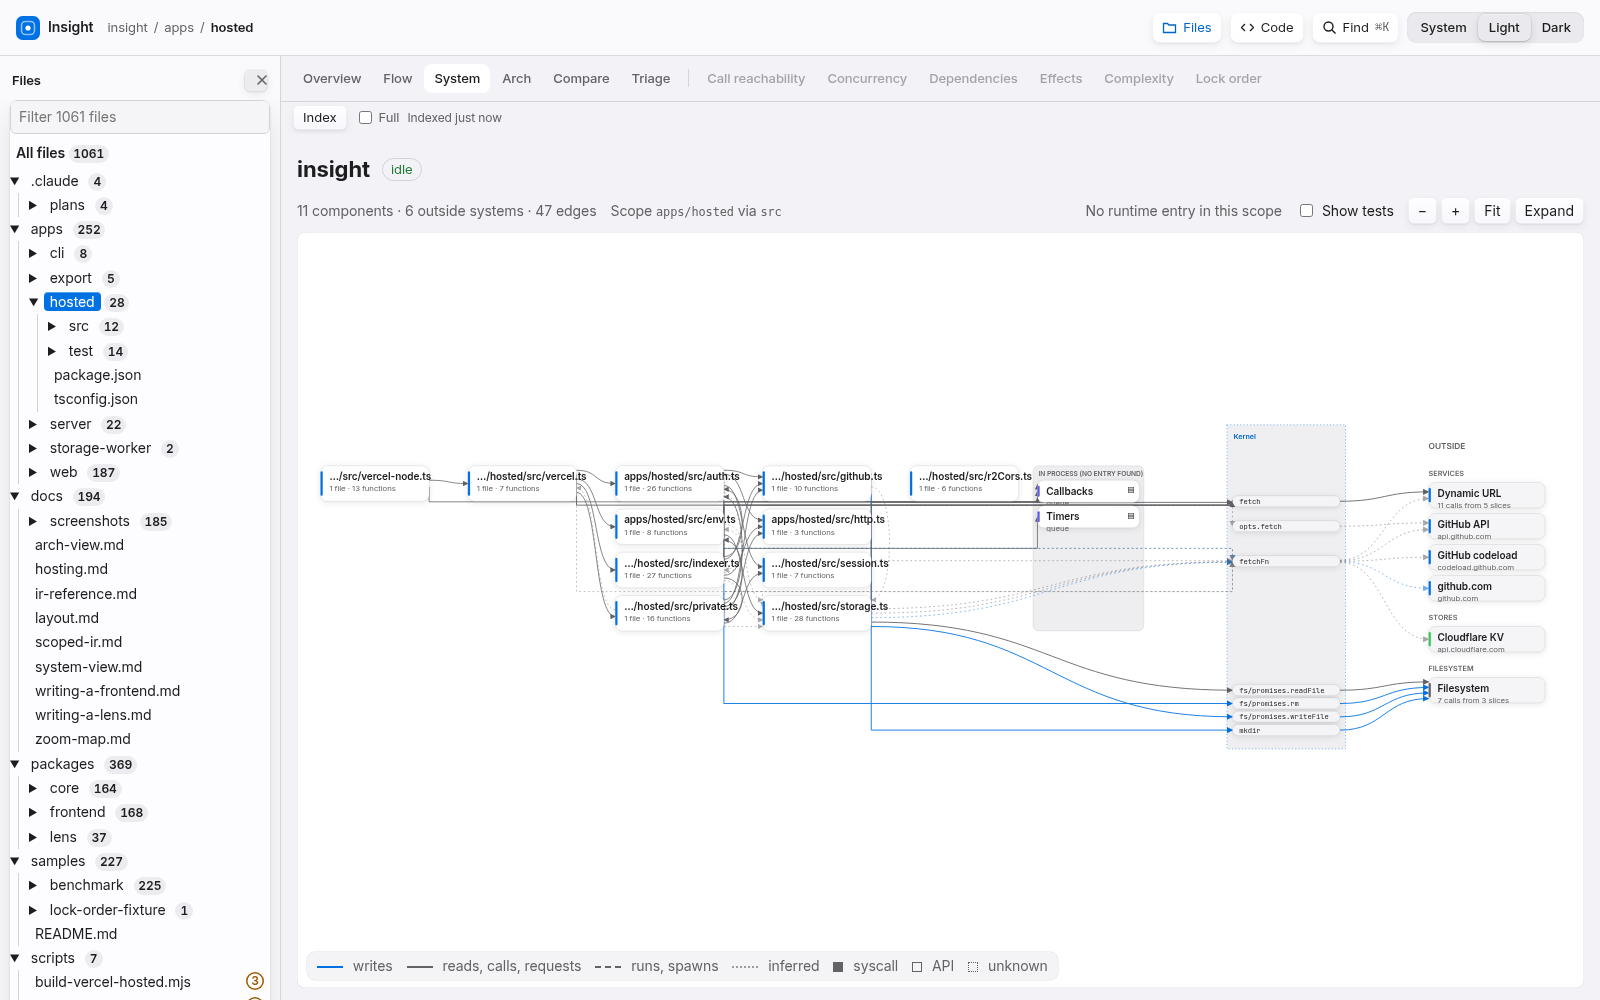 Insight insight / apps / hosted Files Code Find ⌘K System Light Dark
Files
Filter 1061 files
All files 1061
.claude 4
plans 4
apps 252
cli 8
export 5
hosted 28
src 12
test 14
package.json
tsconfig.json
server 22
storage-worker 2
web 187
docs 194
screenshots 185
arch-view.md
hosting.md
ir-reference.md
layout.md
scoped-ir.md
system-view.md
writing-a-frontend.md
writing-a-lens.md
zoom-map.md
packages 369
core 164
frontend 168
lens 37
samples 227
benchmark 225
lock-order-fixture 1
README.md
scripts 7
build-vercel-hosted.mjs 3
Overview Flow System Arch Compare Triage Call reachability Concurrency Dependencies Effects Complexity Lock order
Index Full Indexed just now
insight idle
11 components · 6 outside systems · 47 edges Scope apps/hosted via src No runtime entry in this scope Show tests − + Fit Expand
.../src/vercel-node.ts
1 file · 13 functions
.../hosted/src/vercel.ts
1 file · 7 functions
apps/hosted/src/auth.ts
1 file · 26 functions
apps/hosted/src/env.ts
1 file · 8 functions
.../hosted/src/indexer.ts
1 file · 27 functions
.../hosted/src/private.ts
1 file · 16 functions
.../hosted/src/github.ts
1 file · 10 functions
apps/hosted/src/http.ts
1 file · 3 functions
.../hosted/src/session.ts
1 file · 7 functions
.../hosted/src/storage.ts
1 file · 28 functions
.../hosted/src/r2Cors.ts
1 file · 6 functions
IN PROCESS (NO ENTRY FOUND)
Callbacks
queue
Timers
queue
Kernel
fetch
opts.fetch
fetchFn
fs/promises.readFile
fs/promises.rm
fs/promises.writeFile
mkdir
OUTSIDE
SERVICES
Dynamic URL
11 calls from 5 slices
GitHub API
api.github.com
GitHub codeload
codeload.github.com
github.com
github.com
STORES
Cloudflare KV
api.cloudflare.com
FILESYSTEM
Filesystem
7 calls from 3 slices
writes reads, calls, requests runs, spawns inferred syscall API unknown